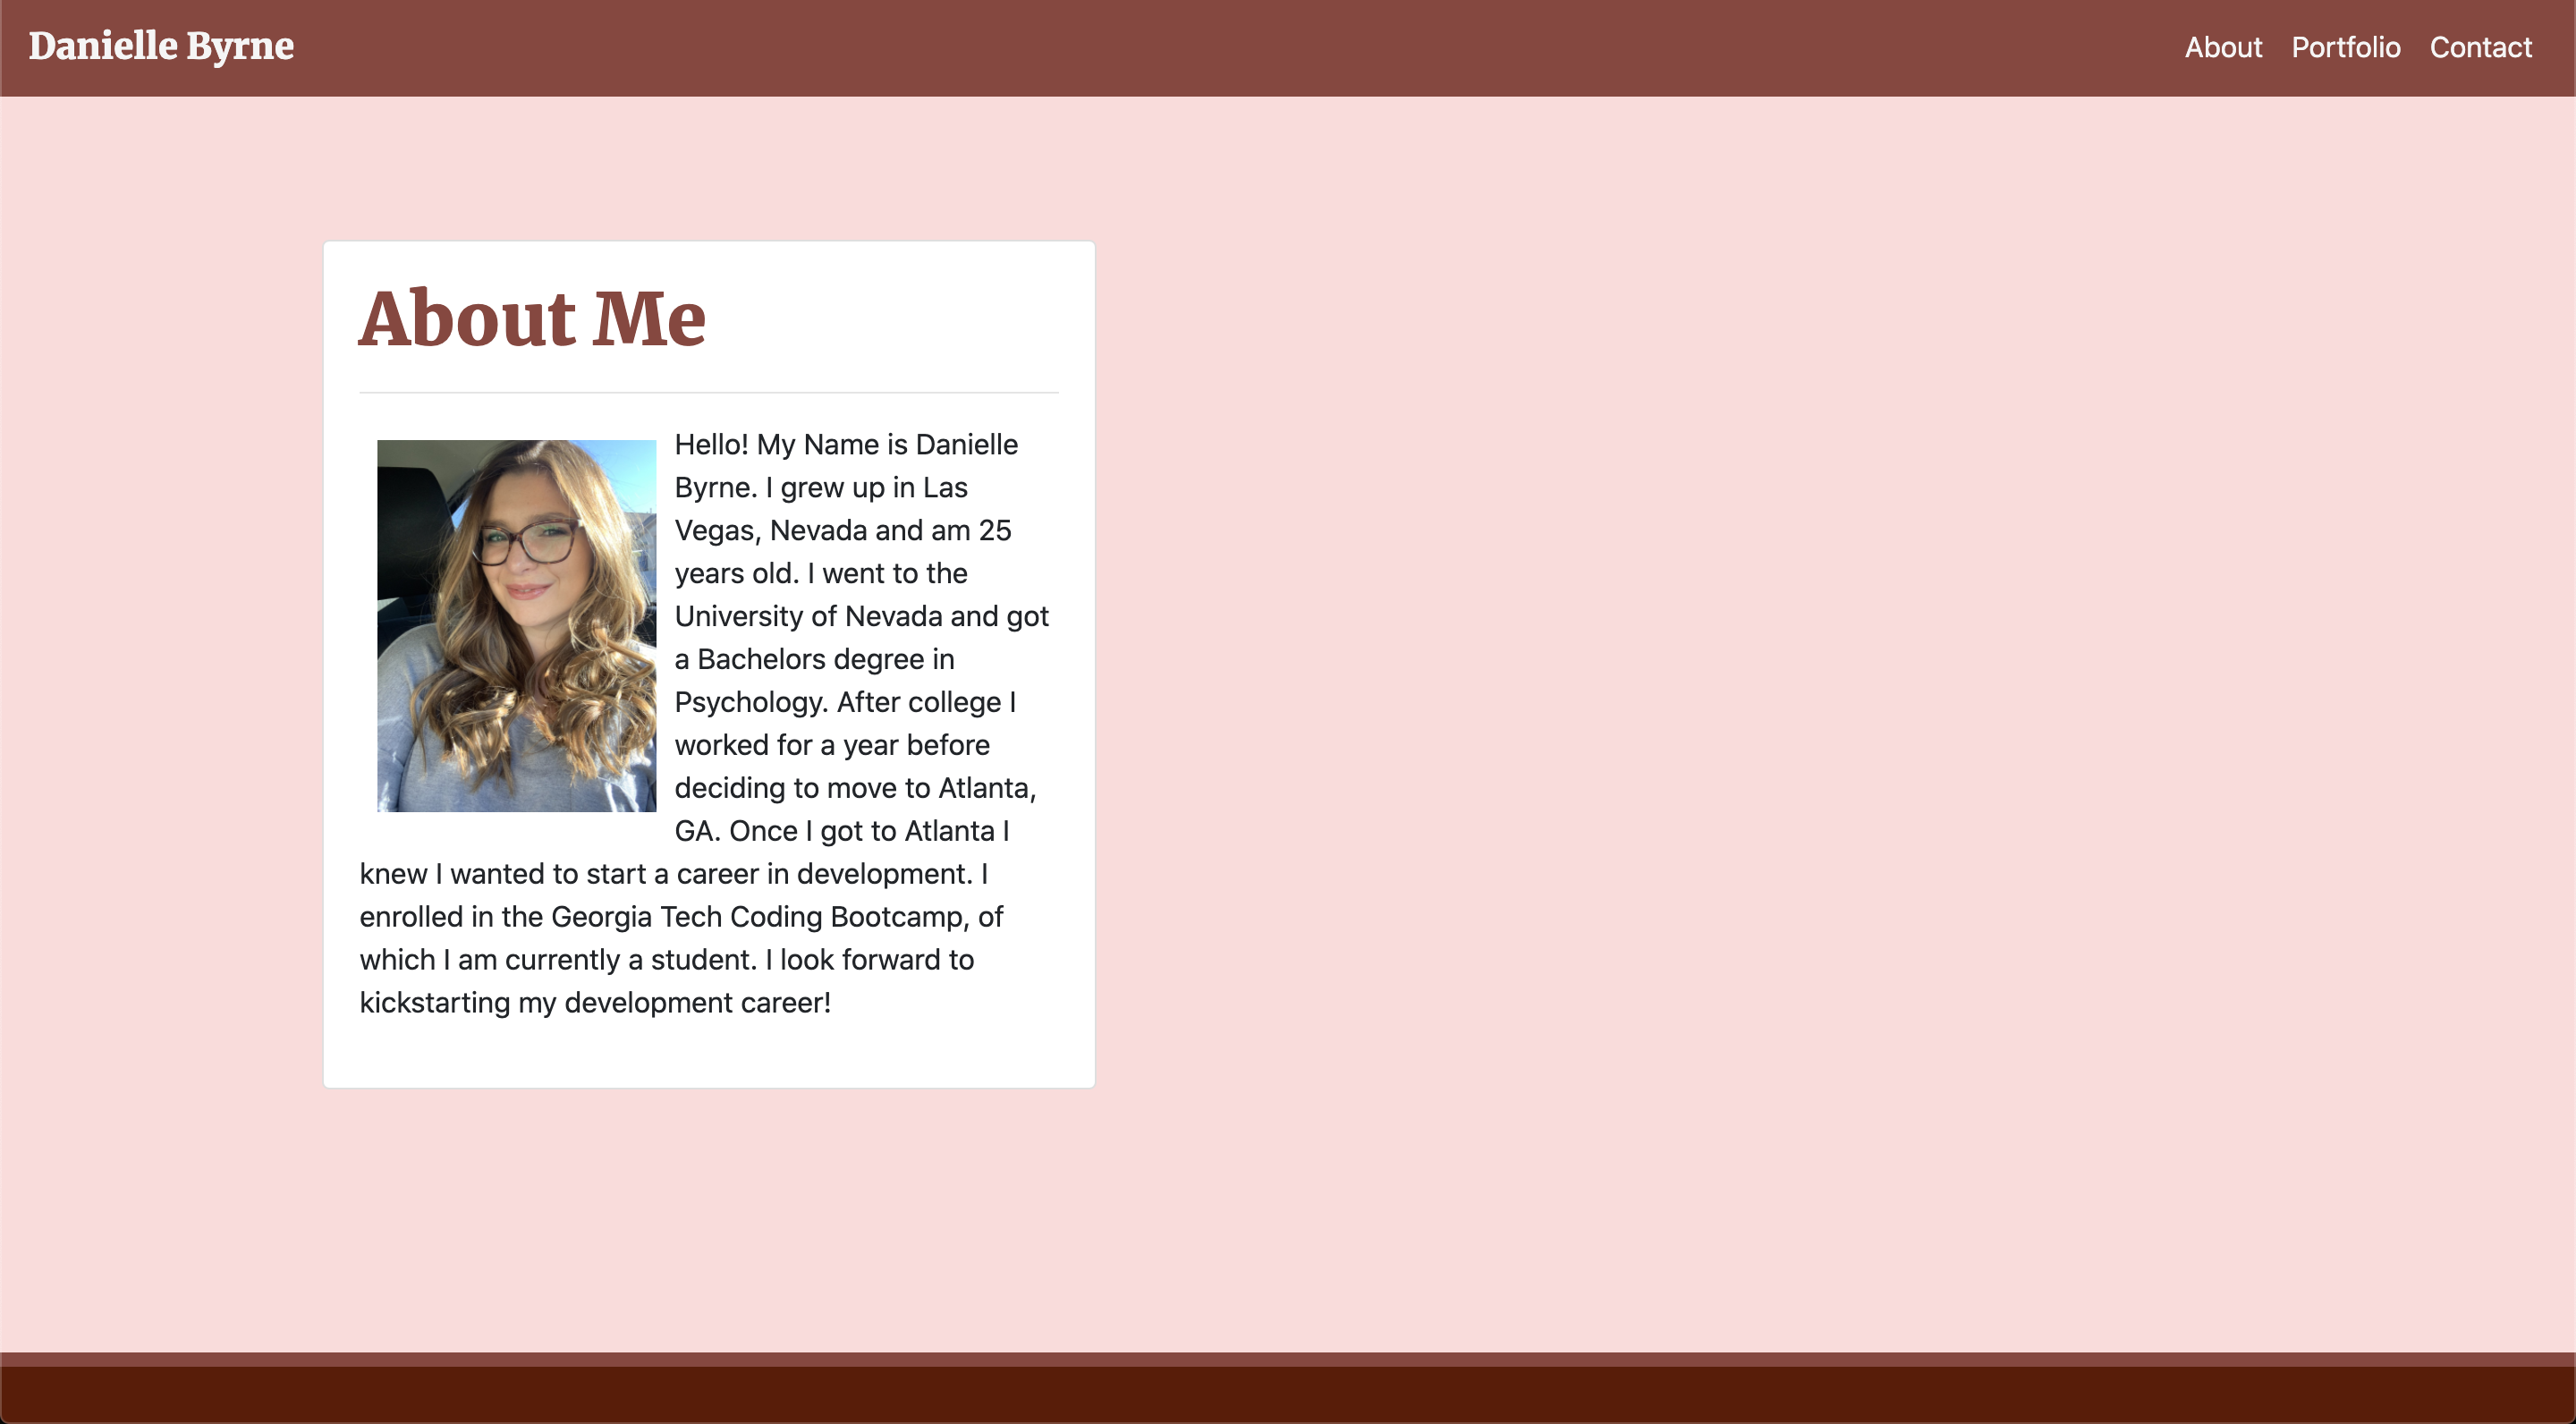 Danielle Byrne
About Portfolio Contact
About Me
Hello! My Name is Danielle
Byrne. I grew up in Las
Vegas, Nevada and am 25
years old. I went to the
University of Nevada and got
a Bachelors degree in
Psychology. After college I
worked for a year before
deciding to move to Atlanta,
GA. Once I got to Atlanta I
knew I wanted to start a career in development. I
enrolled in the Georgia Tech Coding Bootcamp, of
which I am currently a student. I look forward to
kickstarting my development career!